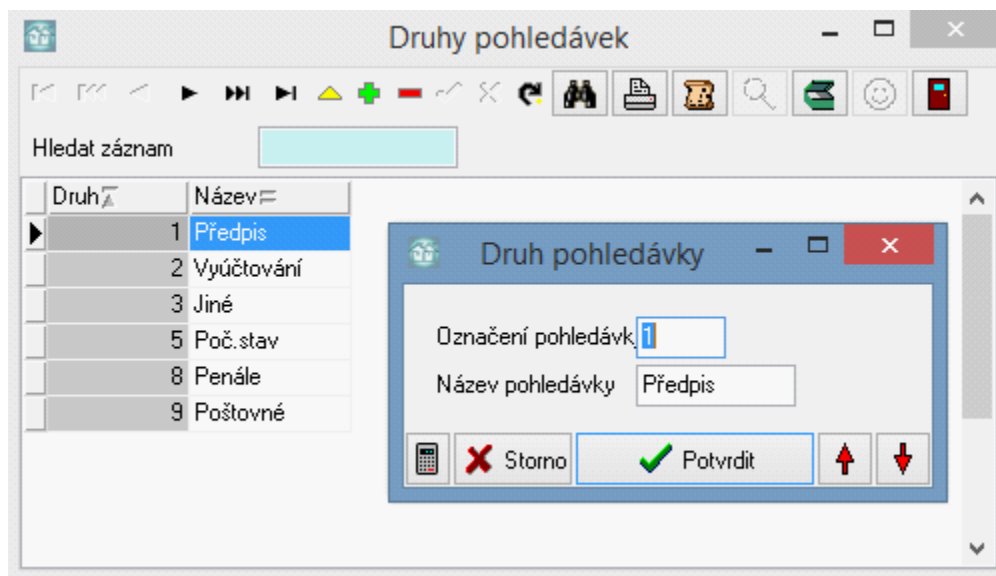 Druhy pohledávek
Hledat záznam
Druh Název
1 Předpis
2 Vyúčtování
3 Jiné
5 Poč.stav
8 Penále
9 Poštovné
Druh pohledávky
Označení pohledávk 1
Název pohledávky Předpis
Storno Potvrdit